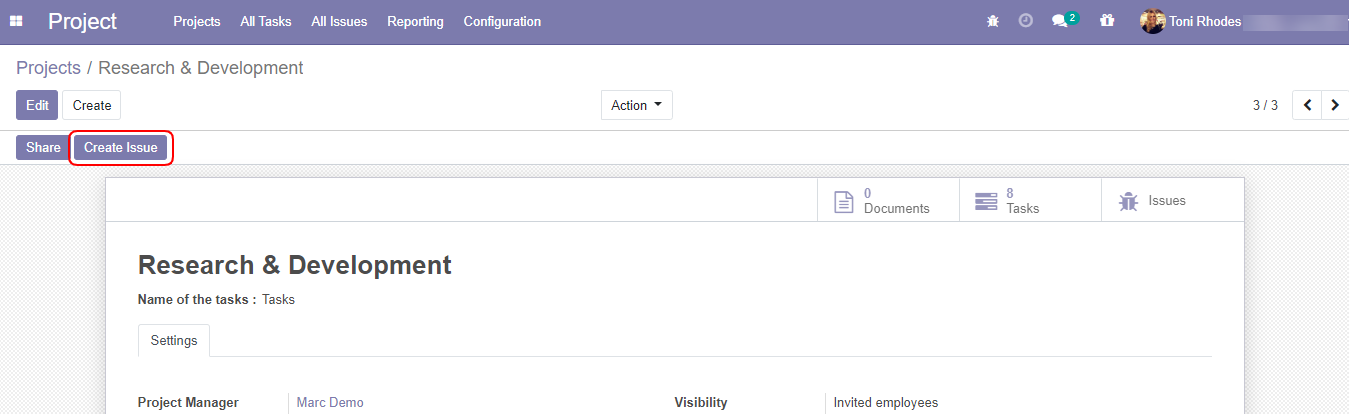 Project Projects All Tasks All Issues Reporting Configuration 2 Toni Rhodes
Projects / Research & Development
Edit Create Action 3 / 3
Share Create Issue
0 Documents
8 Tasks
Issues
Research & Development
Name of the tasks : Tasks
Settings
Project Manager Marc Demo Visibility Invited employees